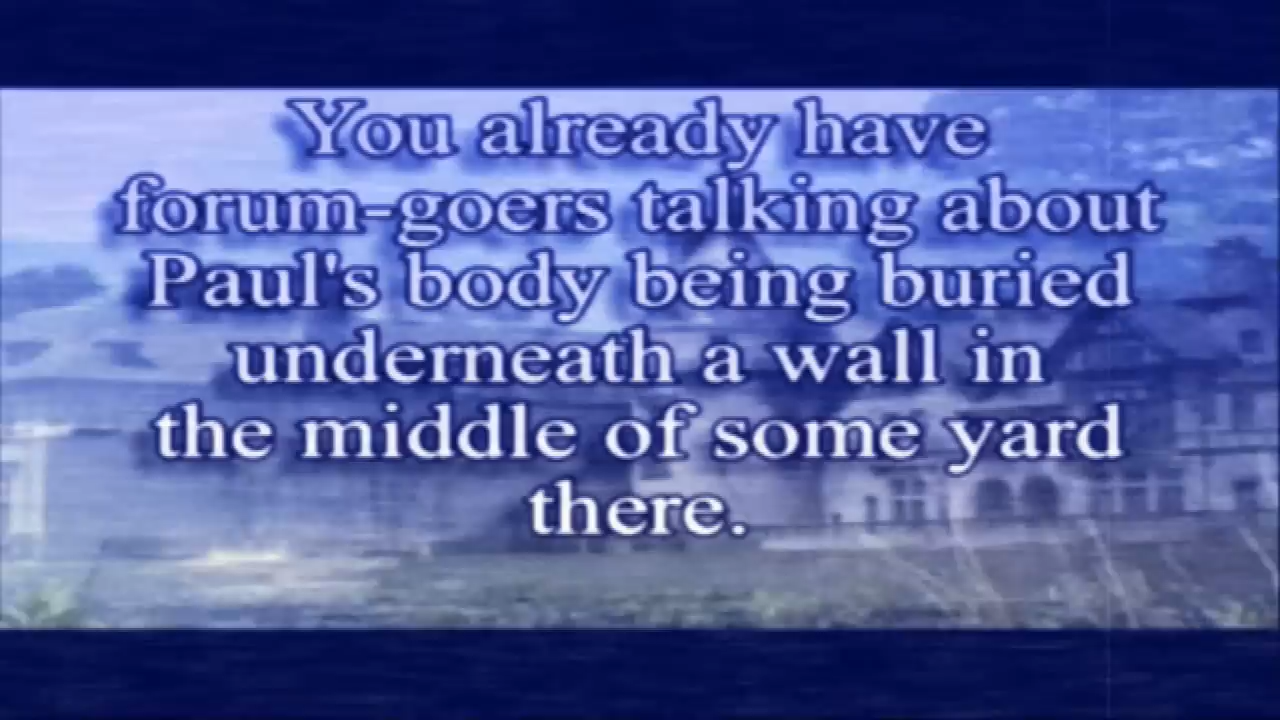 You already have
forum-goers talking about
Paul's body being buried
underneath a wall in
the middle of some yard
there.